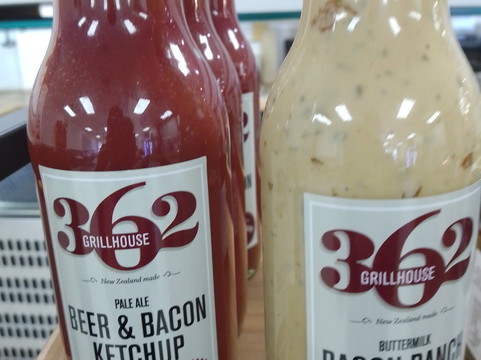 362
GRILLHOUSE
New Zealand made
PALE ALE
BEER & BACON
KETCHUP
362
GRILLHOUSE
New Zealand made
BUTTERMILK
BACON RANCH